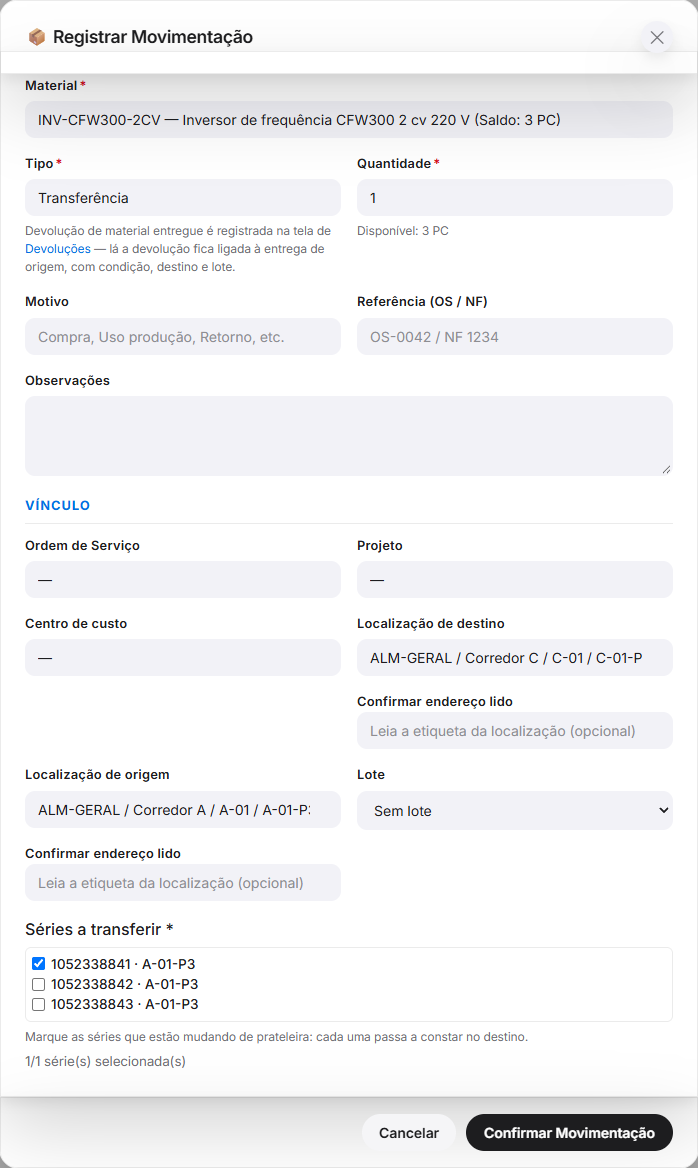 Registrar Movimentação
Material *
INV-CFW300-2CV — Inversor de frequência CFW300 2 cv 220 V (Saldo: 3 PC)
Tipo *
Quantidade *
Transferência
1
Devolução de material entregue é registrada na tela de
Devoluções — lá a devolução fica ligada à entrega de
origem, com condição, destino e lote.
Disponível: 3 PC
Motivo
Referência (OS / NF)
Compra, Uso produção, Retorno, etc.
OS-0042 / NF 1234
Observações
VÍNCULO
Ordem de Serviço
Projeto
—
—
Centro de custo
Localização de destino
—
ALM-GERAL / Corredor C / C-01 / C-01-P
Confirmar endereço lido
Leia a etiqueta da localização (opcional)
Localização de origem
Lote
ALM-GERAL / Corredor A / A-01 / A-01-P
Sem lote
Confirmar endereço lido
Leia a etiqueta da localização (opcional)
Séries a transferir *
1052338841 · A-01-P3
1052338842 · A-01-P3
1052338843 · A-01-P3
Marque as séries que estão mudando de prateleira: cada uma passa a constar no destino.
1/1 série(s) selecionada(s)
Cancelar
Confirmar Movimentação